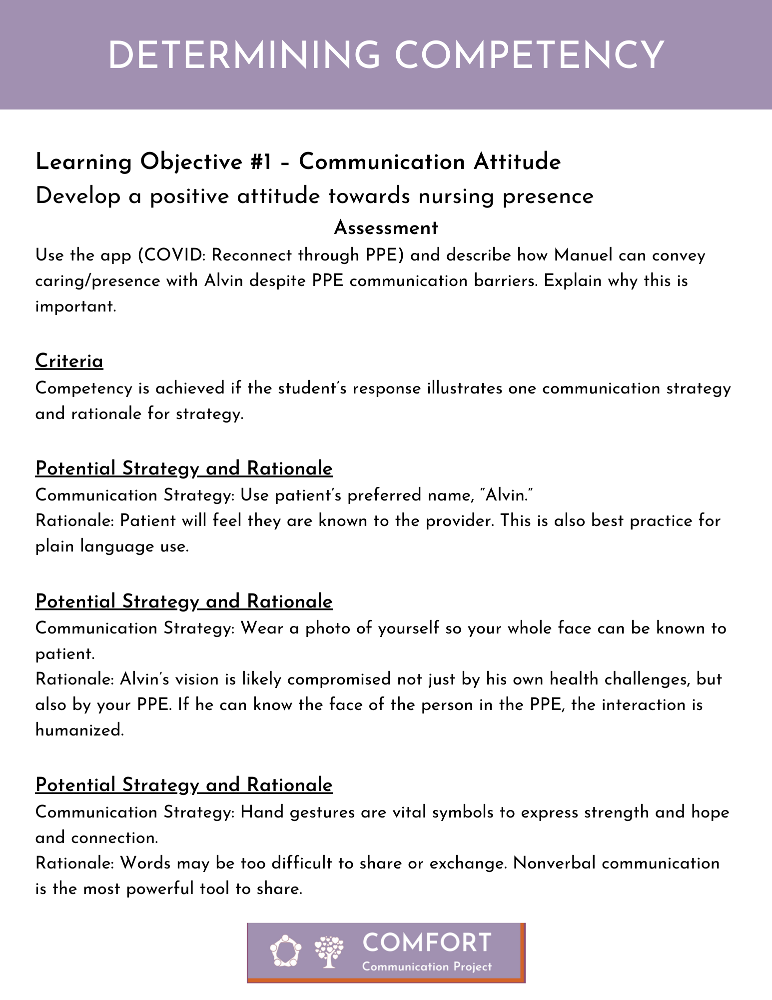 DETERMINING COMPETENCY
Learning Objective #1 – Communication Attitude
Develop a positive attitude towards nursing presence
Assessment
Use the app (COVID: Reconnect through PPE) and describe how Manuel can convey
caring/presence with Alvin despite PPE communication barriers. Explain why this is
important.
Criteria
Competency is achieved if the student’s response illustrates one communication strategy
and rationale for strategy.
Potential Strategy and Rationale
Communication Strategy: Use patient’s preferred name, “Alvin.”
Rationale: Patient will feel they are known to the provider. This is also best practice for
plain language use.
Potential Strategy and Rationale
Communication Strategy: Wear a photo of yourself so your whole face can be known to
patient.
Rationale: Alvin’s vision is likely compromised not just by his own health challenges, but
also by your PPE. If he can know the face of the person in the PPE, the interaction is
humanized.
Potential Strategy and Rationale
Communication Strategy: Hand gestures are vital symbols to express strength and hope
and connection.
Rationale: Words may be too difficult to share or exchange. Nonverbal communication
is the most powerful tool to share.
COMFORT
Communication Project